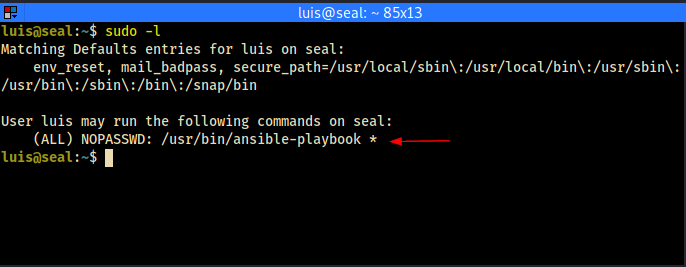 luis@seal: ~ 85x13
luis@seal:~$ sudo -l
Matching Defaults entries for luis on seal:
    env_reset, mail_badpass, secure_path=/usr/local/sbin\:/usr/local/bin\:/usr/sbin\:
/usr/bin\:/sbin\:/bin\:/snap/bin

User luis may run the following commands on seal:
    (ALL) NOPASSWD: /usr/bin/ansible-playbook *
luis@seal:~$